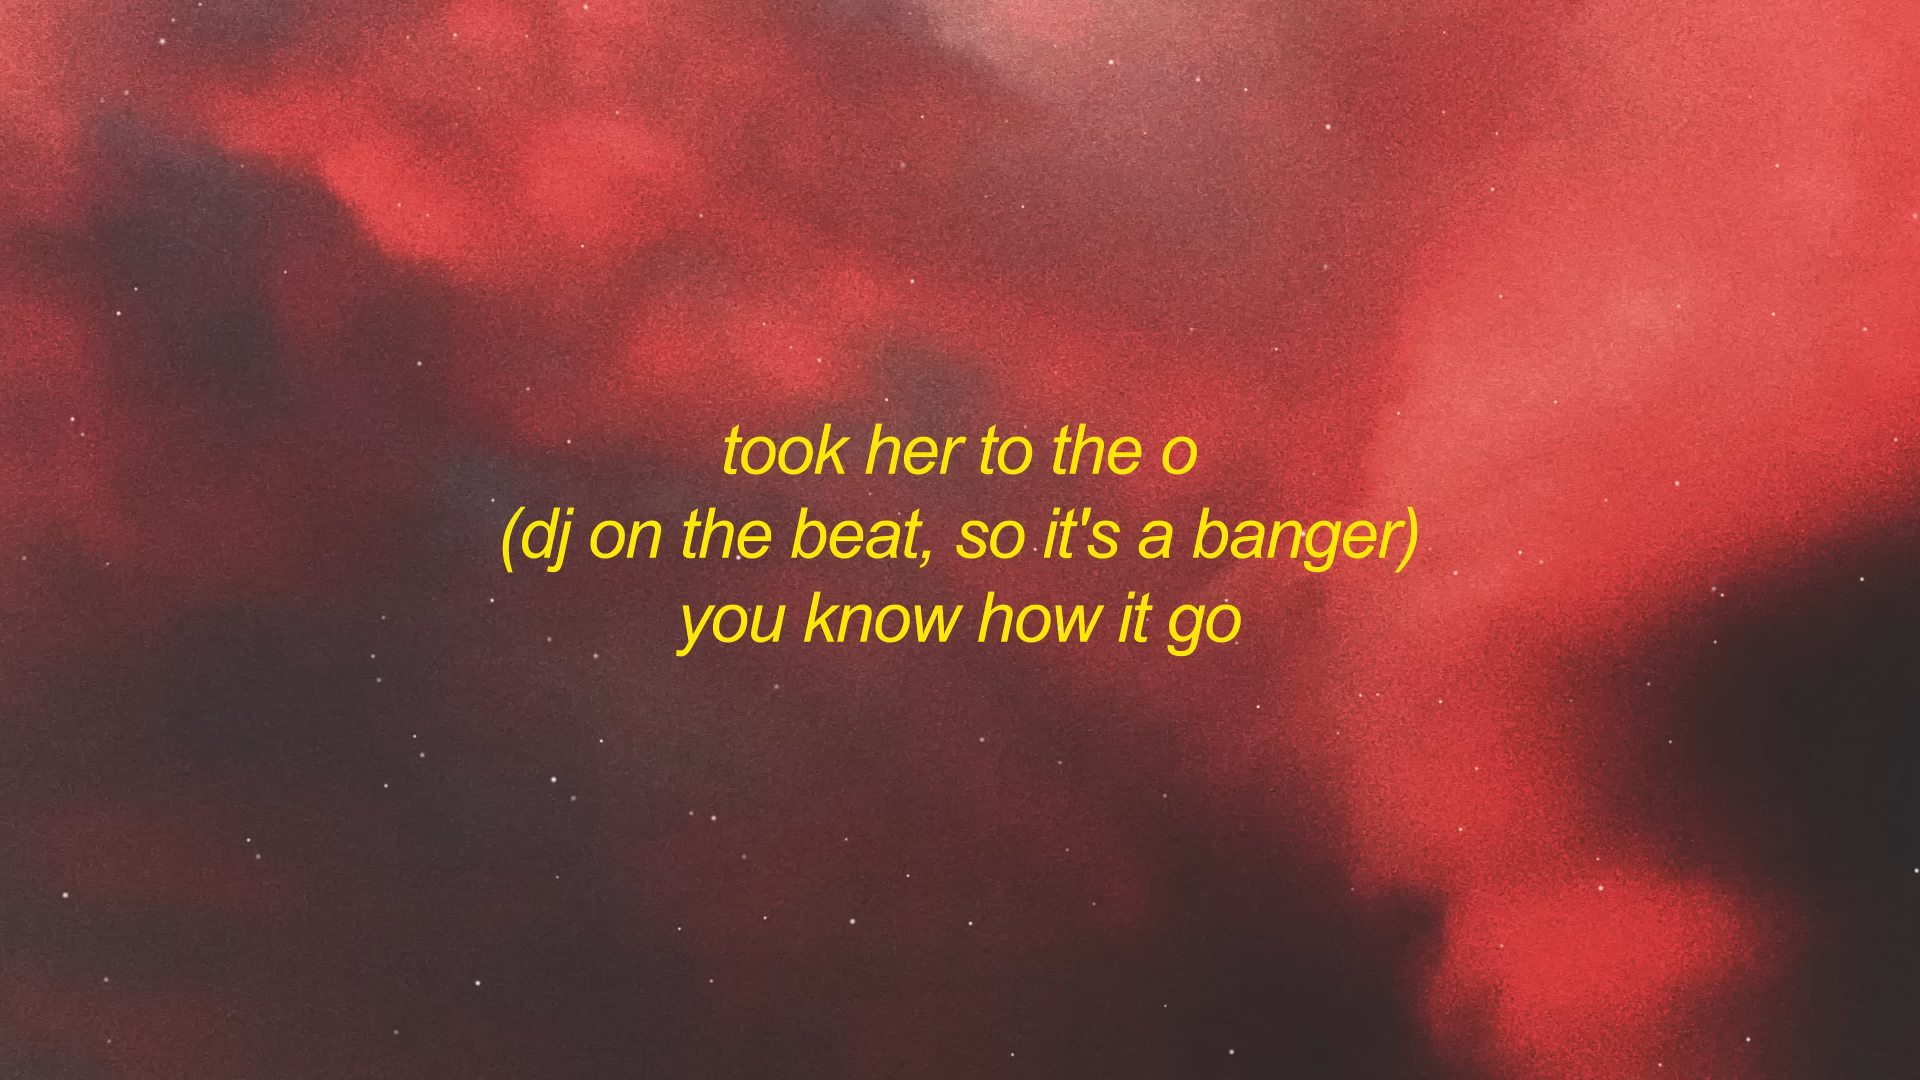 took her to the o
(dj on the beat, so it's a banger)
you know how it go